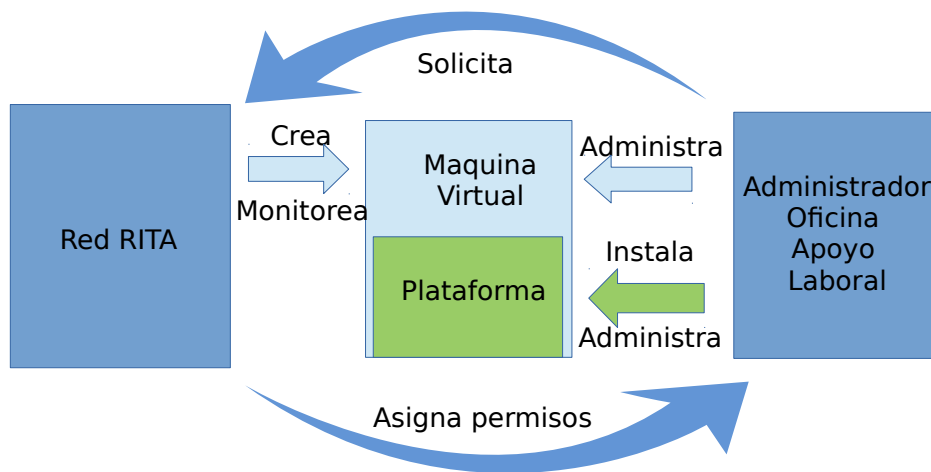 Solicita
Red RITA
Crea
Monitorea
Maquina
Virtual
Plataforma
Administra
Instala
Administra
Administrador
Oficina
Apoyo
Laboral
Asigna permisos